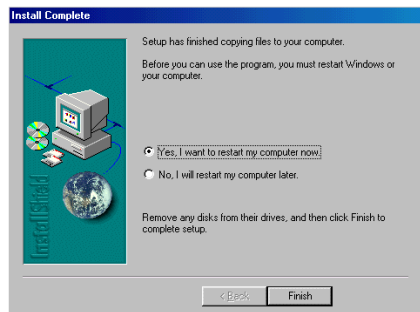 Install Complete
Setup has finished copying files to your computer.
Before you can use the program, you must restart Windows or
your computer.
Yes, I want to restart my computer now.
No, I will restart my computer later.
Remove any disks from their drives, and then click Finish to
complete setup.
InstallShield
< Back
Finish